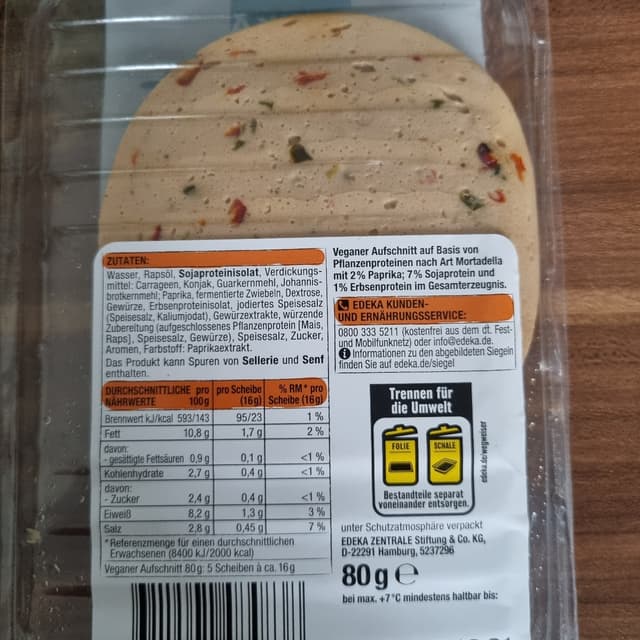 ZUTATEN:
Wasser, Rapsöl, Sojaproteinisolat, Verdickungs-
mittel: Carrageen, Konjak, Guarkernmehl, Johannis-
brotkernmehl; Paprika, fermentierte Zwiebeln, Dextrose,
Gewürze, Erbsenproteinisolat, jodiertes Speisesalz
(Speisesalz, Kaliumjodat), Gewürzextrakte, würzende
Zubereitung (aufgeschlossenes Pflanzenprotein [Mais,
Raps], Speisesalz, Gewürze), Speisesalz, Zucker,
Aromen, Farbstoff: Paprikaextrakt.
Das Produkt kann Spuren von Sellerie und Senf
enthalten.
DURCHSCHNITTLICHE pro pro Scheibe % RM* pro
NÄHRWERTE 100g (16g) Scheibe (16g)
Brennwert kJ/kcal 593/143 95/23 1 %
Fett 10,8 g 1,7 g 2 %
davon:
- gesättigte Fettsäuren 0,9 g 0,1 g <1 %
Kohlenhydrate 2,7 g 0,4 g <1 %
davon:
- Zucker 2,4 g 0,4 g <1 %
Eiweiß 8,2 g 1,3 g 3 %
Salz 2,8 g 0,45 g 7 %
*Referenzmenge für einen durchschnittlichen
Erwachsenen (8400 kJ/2000 kcal)
Veganer Aufschnitt 80g: 5 Scheiben à ca. 16g
Veganer Aufschnitt auf Basis von
Pflanzenproteinen nach Art Mortadella
mit 2% Paprika; 7% Sojaprotein und
1% Erbsenprotein im Gesamterzeugnis.
EDEKA KUNDEN-
UND ERNÄHRUNGSSERVICE:
0800 333 5211 (kostenfrei aus dem dt. Fest-
und Mobilfunknetz) oder info@edeka.de.
Informationen zu den abgebildeten Siegeln
finden Sie auf edeka.de/siegel
Trennen für
die Umwelt
FOLIE SCHALE
Bestandteile separat
voneinander entsorgen.
edeka.de/wegweiser
unter Schutzatmosphäre verpackt
EDEKA ZENTRALE Stiftung & Co. KG,
D-22291 Hamburg, 5237296
80 g e
bei max. +7°C mindestens haltbar bis: